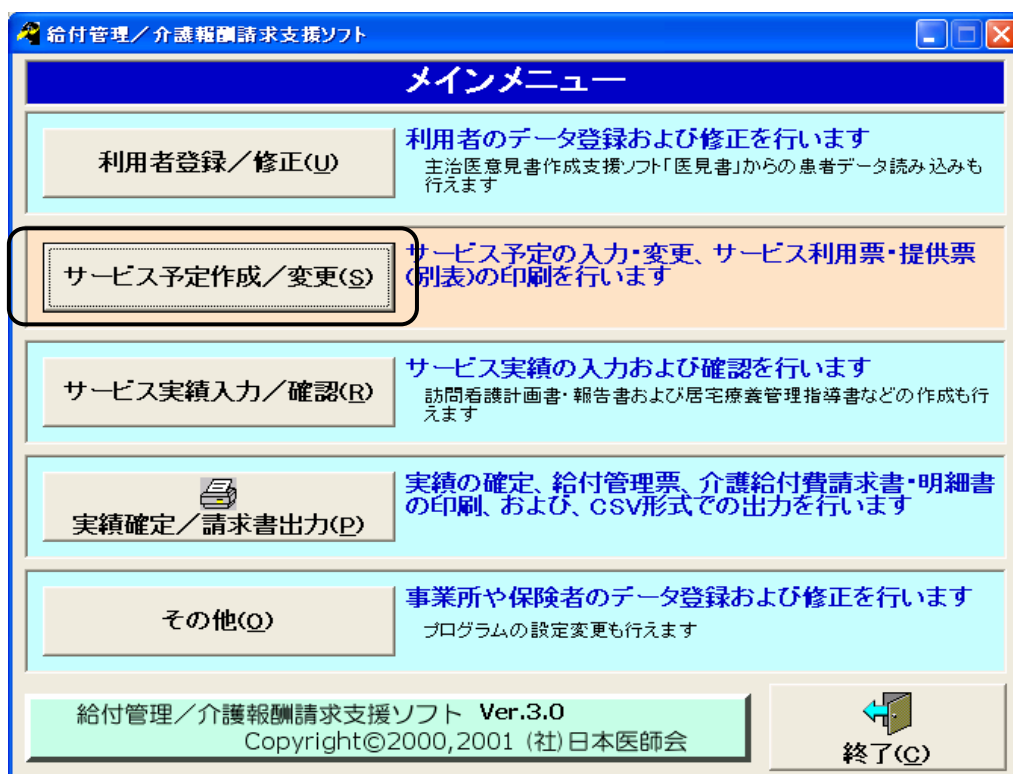 給付管理/介護報酬請求支援ソフト
メインメニュー
利用者登録/修正(U)
利用者のデータ登録および修正を行います
主治医意見書作成支援ソフト「医見書」からの患者データ読み込みも
行えます
サービス予定作成/変更(S)
サービス予定の入力・変更、サービス利用票・提供票
(別表)の印刷を行います
サービス実績入力/確認(R)
サービス実績の入力および確認を行います
訪問看護計画書・報告書および居宅療養管理指導書などの作成も行
えます
実績確定/請求書出力(P)
実績の確定、給付管理票、介護給付費請求書・明細書
の印刷、および、CSV形式での出力を行います
その他(O)
事業所や保険者のデータ登録および修正を行います
プログラムの設定変更も行えます
給付管理/介護報酬請求支援ソフト Ver.3.0
Copyright©2000,2001 (社)日本医師会
終了(C)